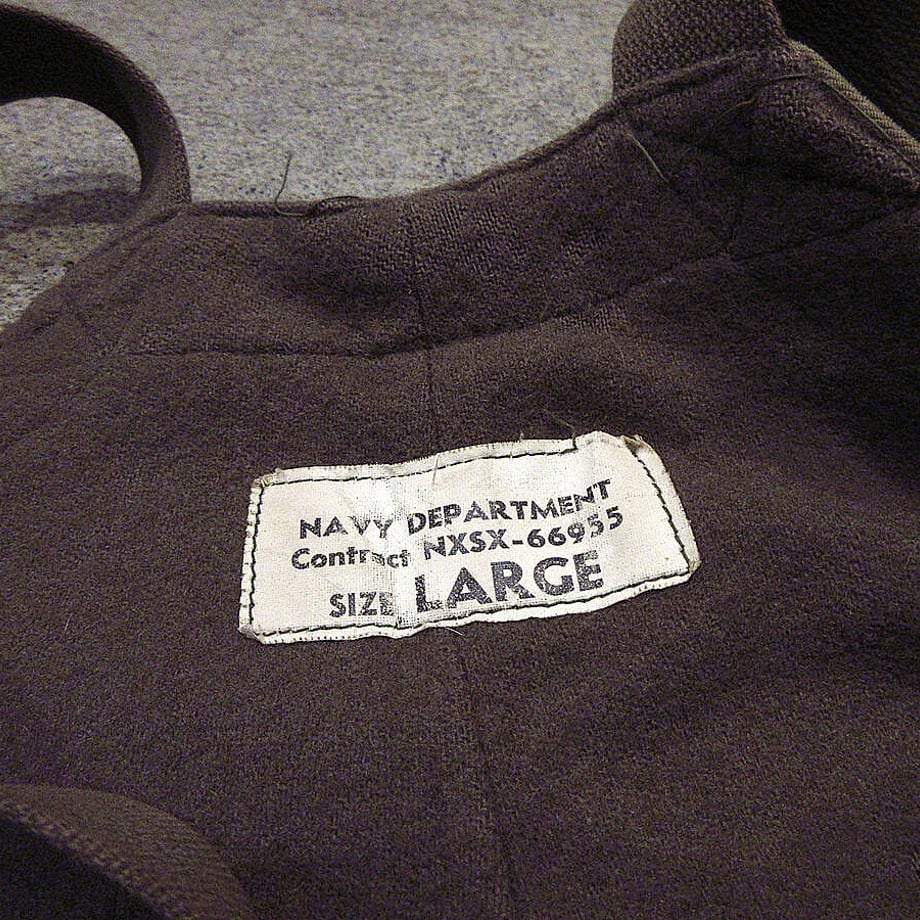 NAVY DEPARTMENT
Contract NXSX-66955
SIZE LARGE